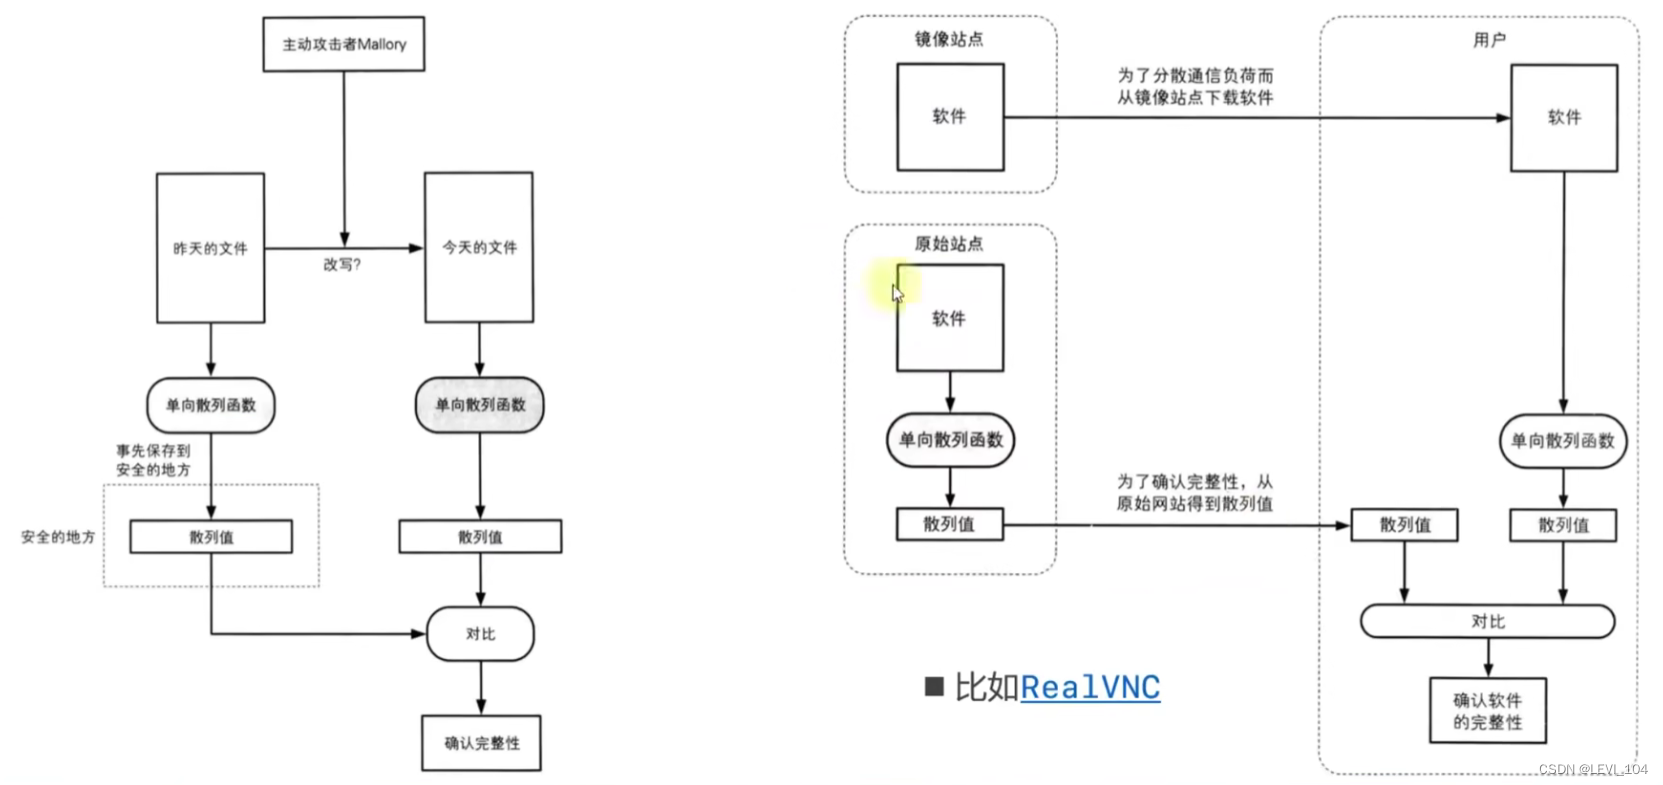 主动攻击者Mallory
昨天的文件
改写?
今天的文件
单向散列函数
单向散列函数
事先保存到
安全的地方
安全的地方
散列值
散列值
对比
确认完整性
镜像站点
软件
为了分散通信负荷而
从镜像站点下载软件
用户
软件
原始站点
软件
单向散列函数
散列值
为了确认完整性，从
原始网站得到散列值
单向散列函数
散列值
散列值
对比
确认软件
的完整性
■ 比如RealVNC
CSDN @LEVI_104